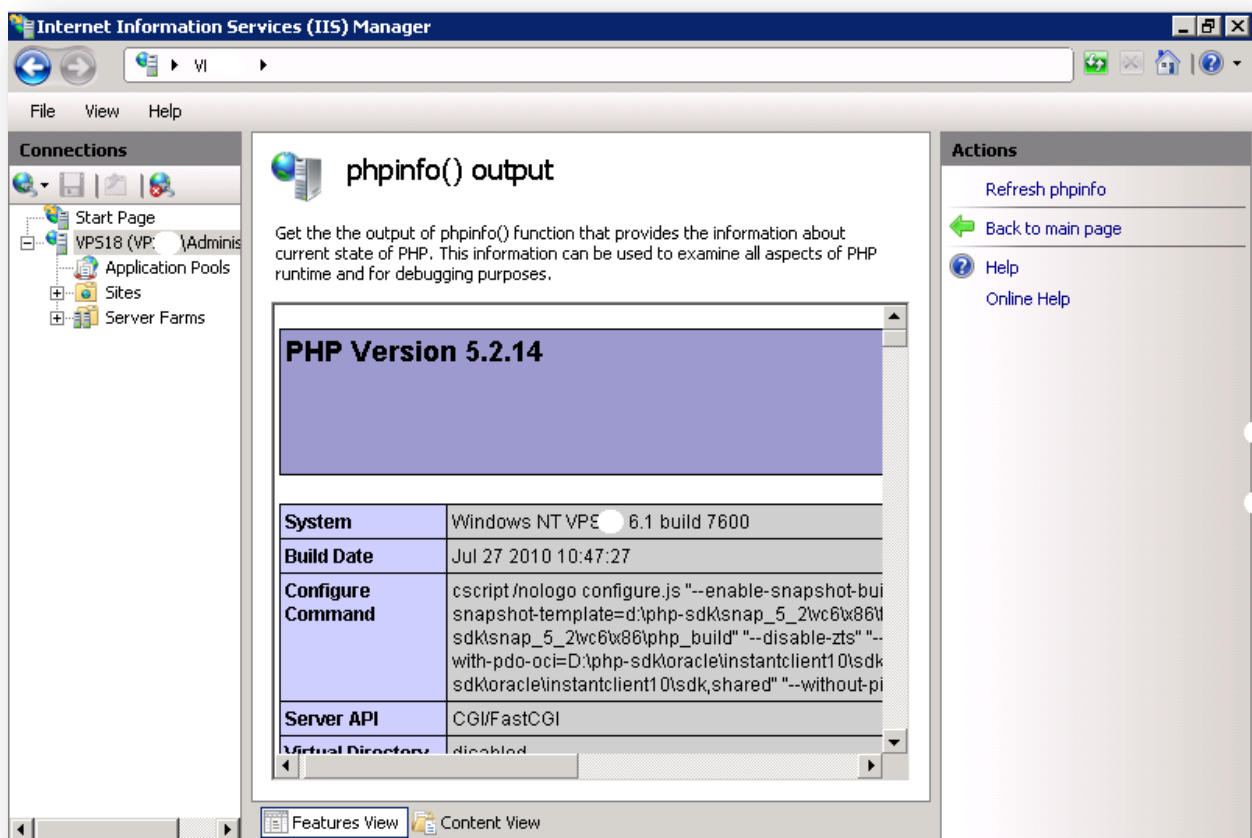 Internet Information Services (IIS) Manager
VI
File View Help
Connections
Start Page
VPS18 (VP \Adminis
Application Pools
Sites
Server Farms
phpinfo() output
Get the the output of phpinfo() function that provides the information about
current state of PHP. This information can be used to examine all aspects of PHP
runtime and for debugging purposes.
PHP Version 5.2.14
System Windows NT VPS 6.1 build 7600
Build Date Jul 27 2010 10:47:27
Configure Command
cscript /nologo configure.js "--enable-snapshot-bui
snapshot-template=d:\php-sdk\snap_5_2\vc6\x86\
sdk\snap_5_2\vc6\x86\php_build" "--disable-zts" "--
with-pdo-oci=D:\php-sdk\oracle\instantclient10\sdk
sdk\oracle\instantclient10\sdk,shared" "--without-pi
Server API CGI/FastCGI
Virtual Directory disabled
Features View Content View
Actions
Refresh phpinfo
Back to main page
Help
Online Help